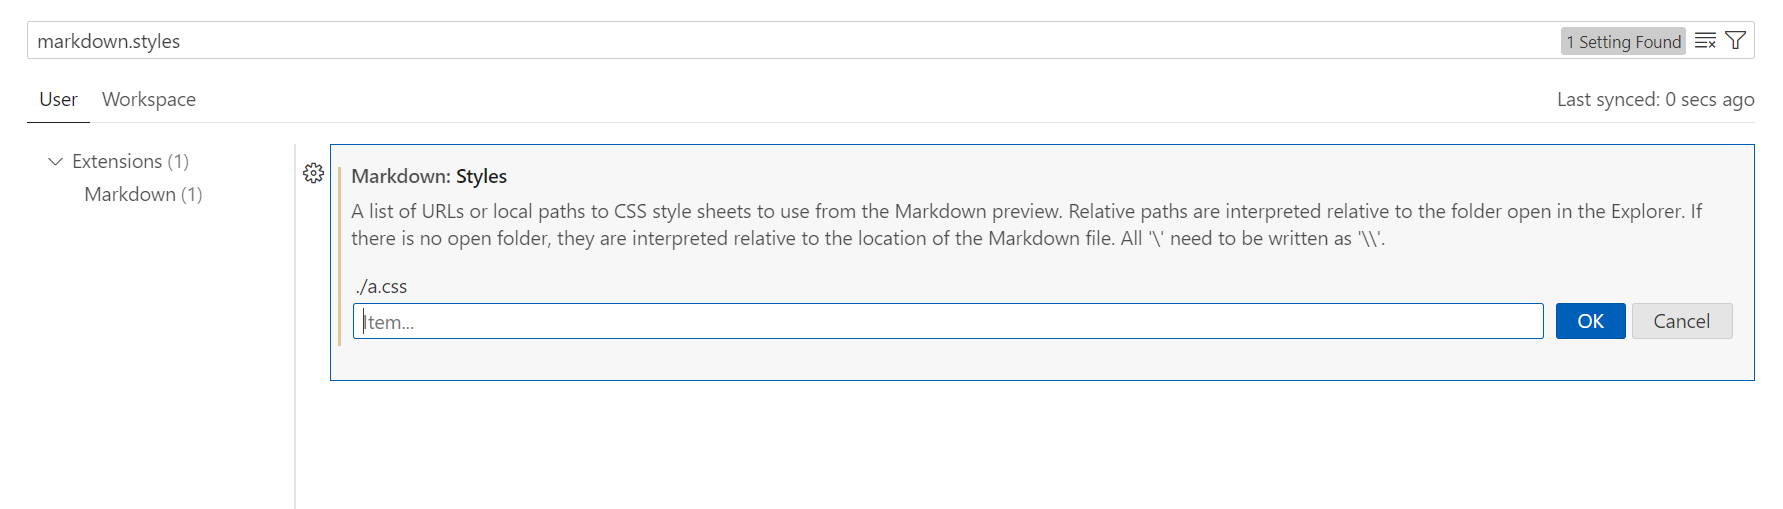 markdown.styles
1 Setting Found
User Workspace
Last synced: 0 secs ago
Extensions (1)
Markdown (1)
Markdown: Styles
A list of URLs or local paths to CSS style sheets to use from the Markdown preview. Relative paths are interpreted relative to the folder open in the Explorer. If
there is no open folder, they are interpreted relative to the location of the Markdown file. All '\' need to be written as '\\'.
./a.css
Item...
OK
Cancel